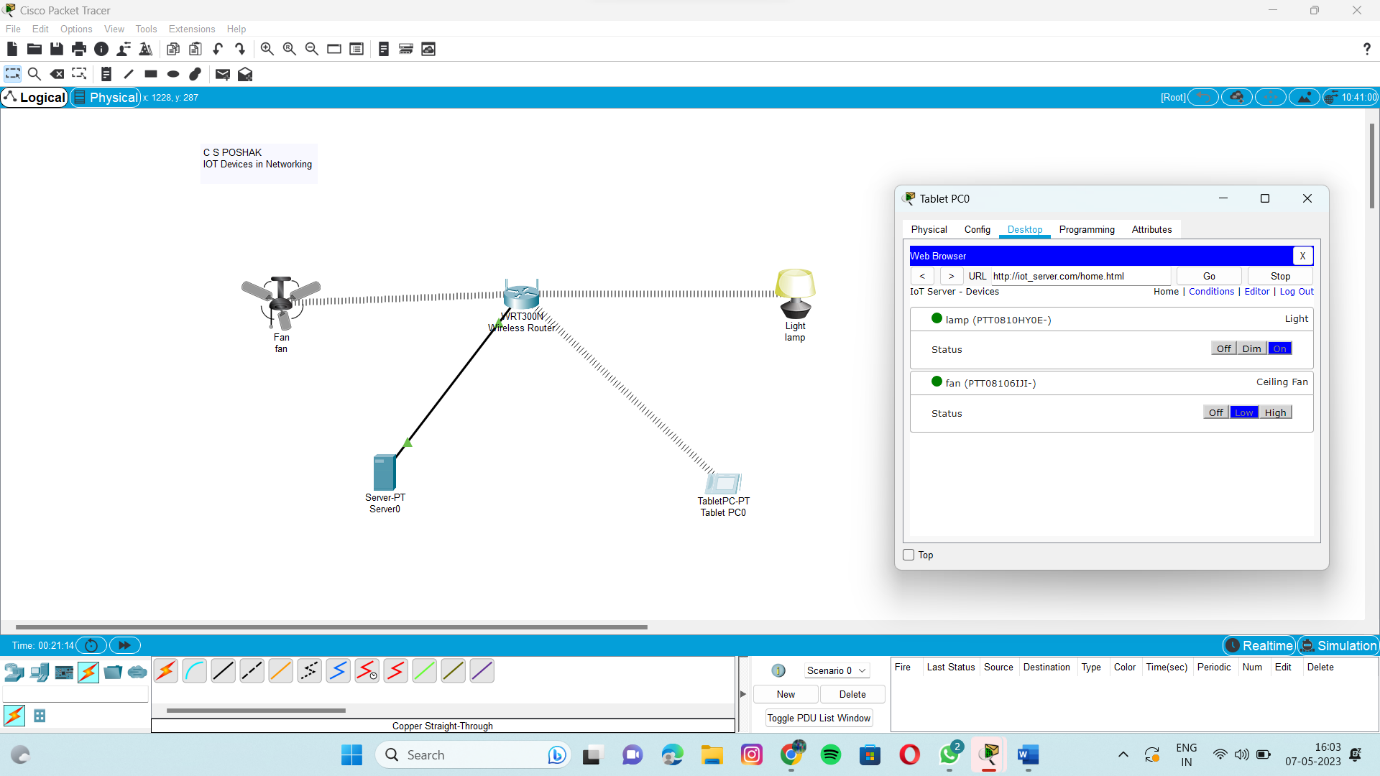 Cisco Packet Tracer
File Edit Options View Tools Extensions Help
?
Logical Physical x: 1228, y: 287 [Root] 10:41:00
C S POSHAK
IOT Devices in Networking
Fan
fan
WRT300N
Wireless Router
Light
lamp
Server-PT
Server0
TabletPC-PT
Tablet PC0
Tablet PC0
Physical Config Desktop Programming Attributes
Web Browser X
< > URL http://iot_server.com/home.html Go Stop
IoT Server - Devices Home | Conditions | Editor | Log Out
lamp (PTT0810HY0E-) Light
Status Off Dim On
fan (PTT08106IJI-) Ceiling Fan
Status Off Low High
Top
Time: 00:21:14 Realtime Simulation
Scenario 0
New Delete
Toggle PDU List Window
Fire Last Status Source Destination Type Color Time(sec) Periodic Num Edit Delete
Copper Straight-Through
Search
2
ENG
IN
16:03
07-05-2023